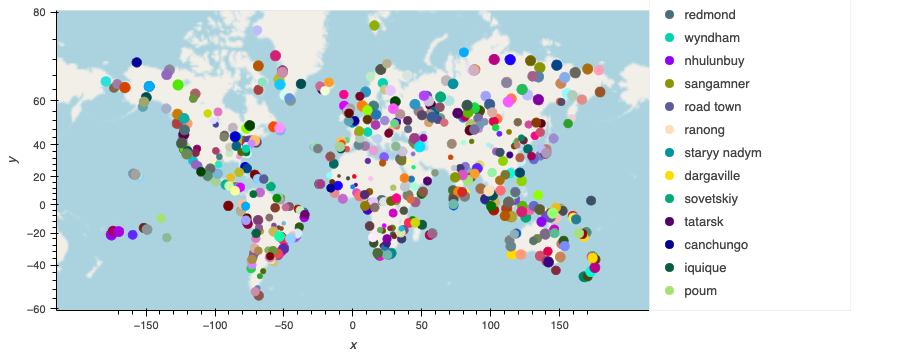 80
60
40
20
0
−20
−40
−60
y
−150
−100
−50
0
50
100
150
x
redmond
wyndham
nhulunbuy
sangamner
road town
ranong
staryy nadym
dargaville
sovetskiy
tatarsk
canchungo
iquique
poum